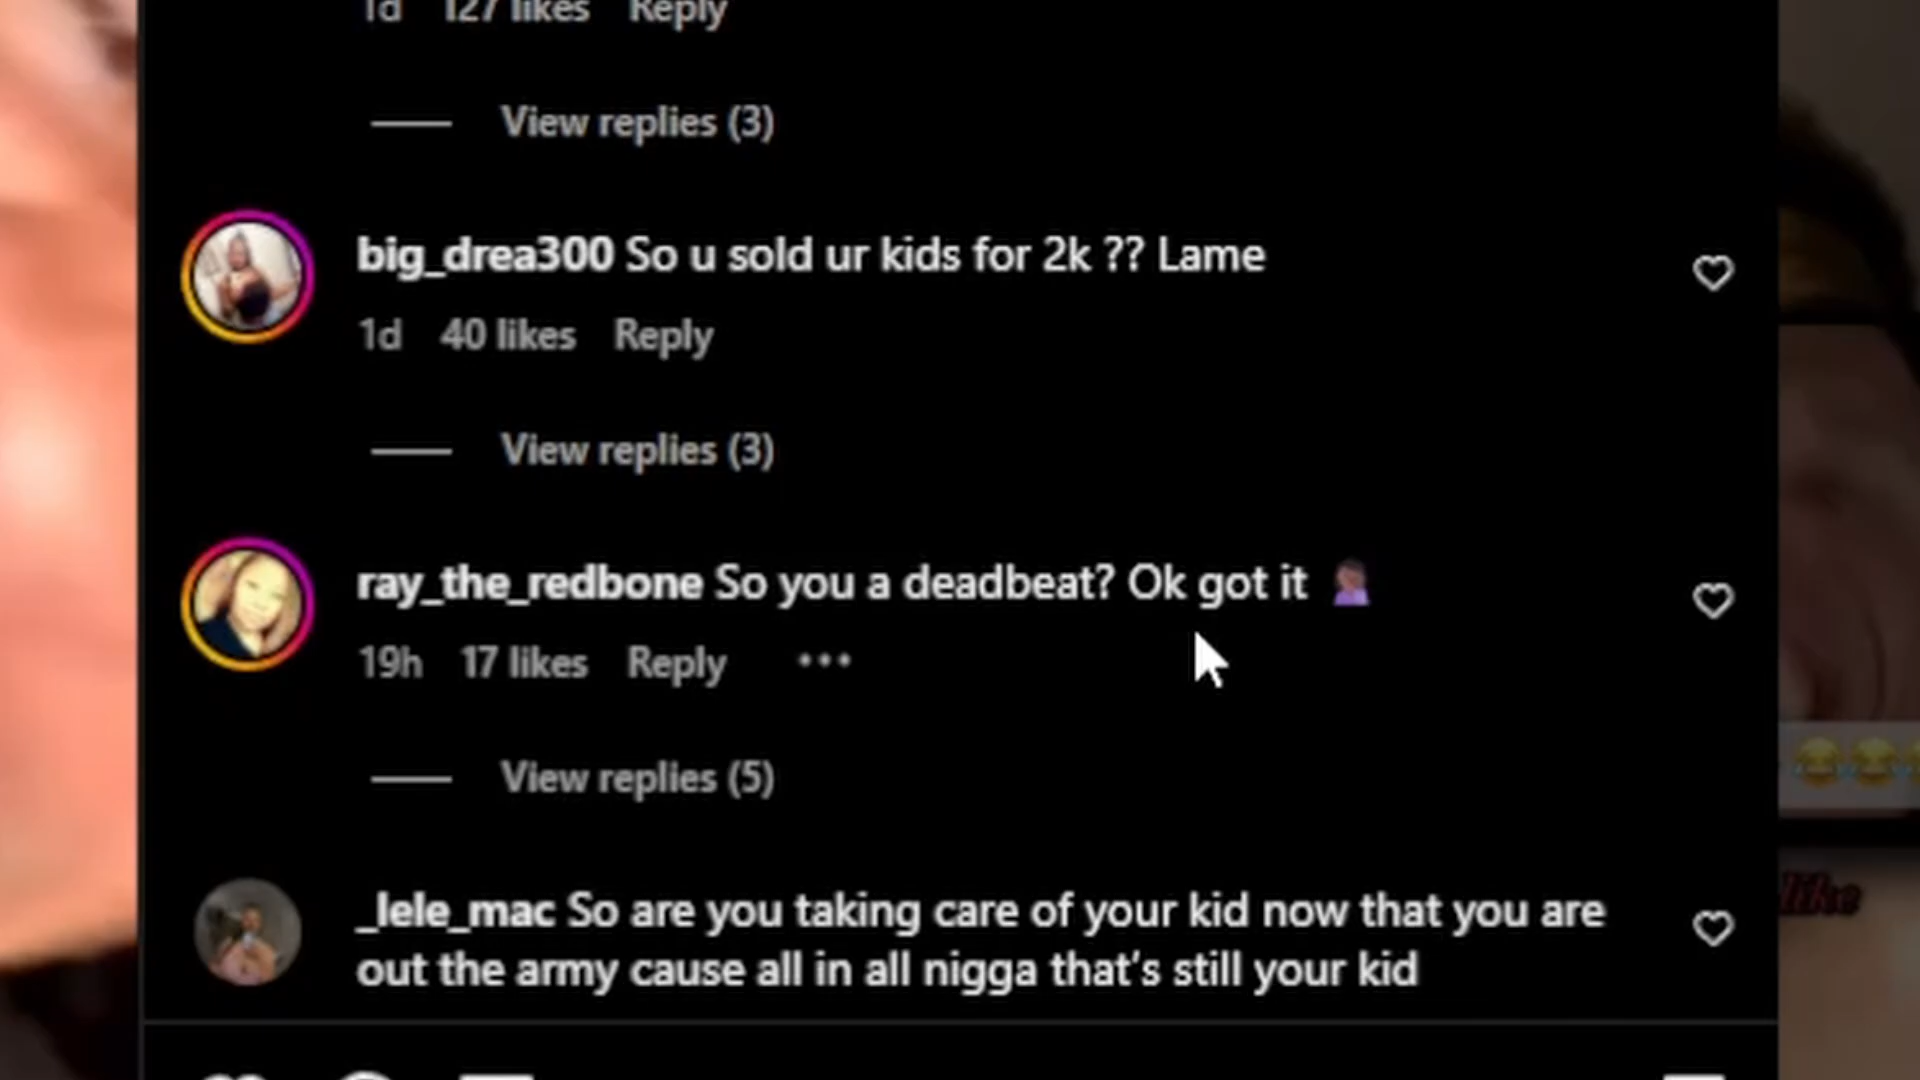 1d 127 likes Reply
View replies (3)
big_drea300 So u sold ur kids for 2k ?? Lame
1d 40 likes Reply
View replies (3)
ray_the_redbone So you a deadbeat? Ok got it 🤦🏾‍♀️
19h 17 likes Reply •••
View replies (5)
_lele_mac So are you taking care of your kid now that you are
out the army cause all in all nigga that's still your kid
like